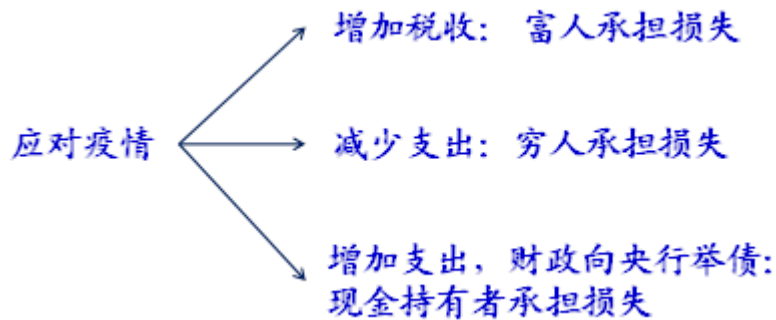 增加税收： 富人承担损失
应对疫情
减少支出：穷人承担损失
增加支出，财政向央行举债：
现金持有者承担损失